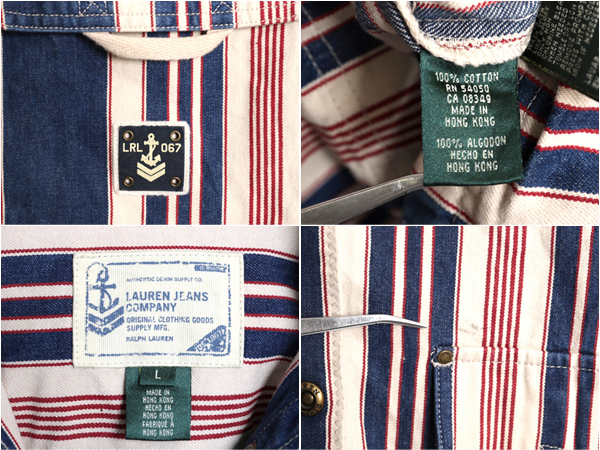 LRL 067
100% COTTON
RN 54050
CA 08349
MADE IN
HONG KONG
100% ALGODON
HECHO EN
HONG KONG
AUTHENTIC DENIM SUPPLY CO.
LAUREN JEANS
COMPANY
ORIGINAL CLOTHING GOODS
SUPPLY MFG.
RALPH LAUREN
L
MADE IN
HONG KONG
HECHO EN
HONG KONG
FABRIQUÉ À
HONG KONG